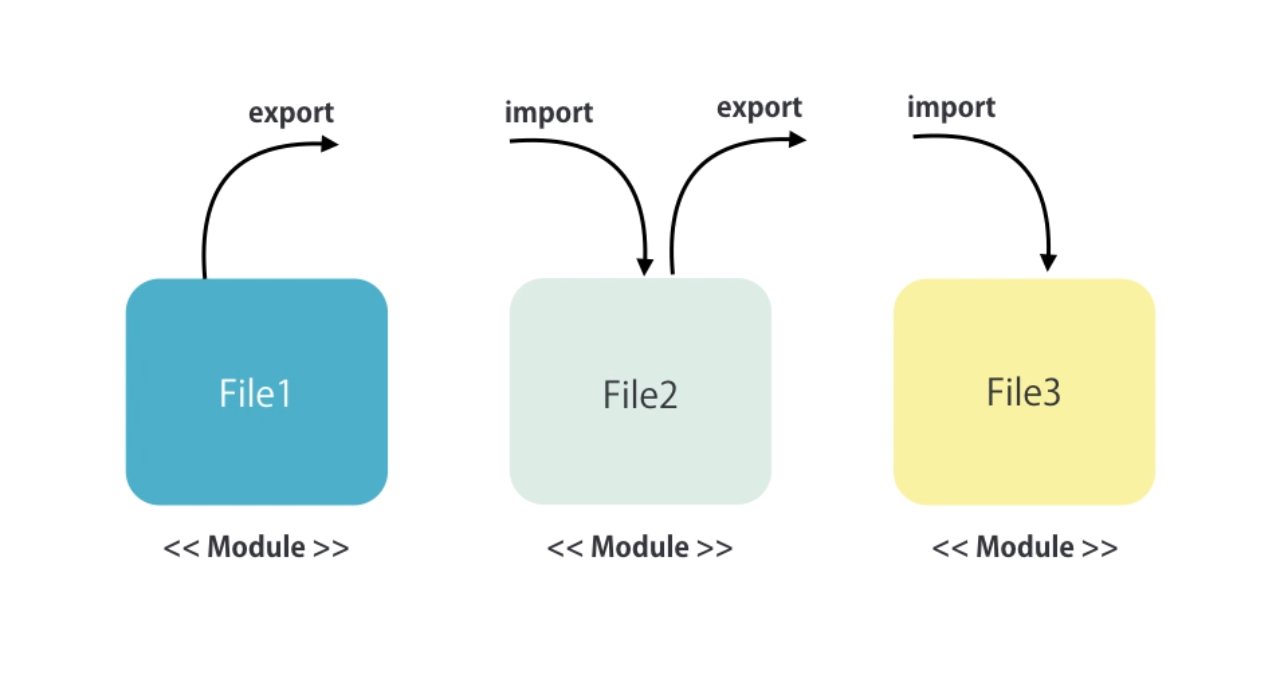 export
import
export
import
File1
File2
File3
<< Module >>
<< Module >>
<< Module >>